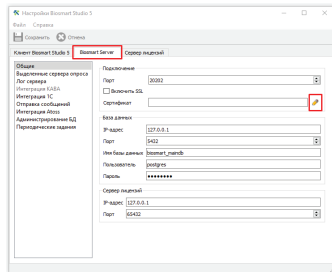 Настройки Biosmart Studio 5
Файл Справка
Сохранить Отмена
Клиент Biosmart Studio 5 Biosmart Server Сервер лицензий
Общие
Выделенные сервера опроса
Лог сервера
Интеграция КАВА
Интеграция 1С
Отправка сообщений
Интеграция Atoss
Администрирование БД
Периодические задания
Подключение
Порт 20202
Включить SSL
Сертификат
База данных
IP-адрес 127.0.0.1
Порт 5432
Имя базы данных biosmart_maindb
Пользователь postgres
Пароль ●●●●●●●●
Сервер лицензий
IP-адрес 127.0.0.1
Порт 65432